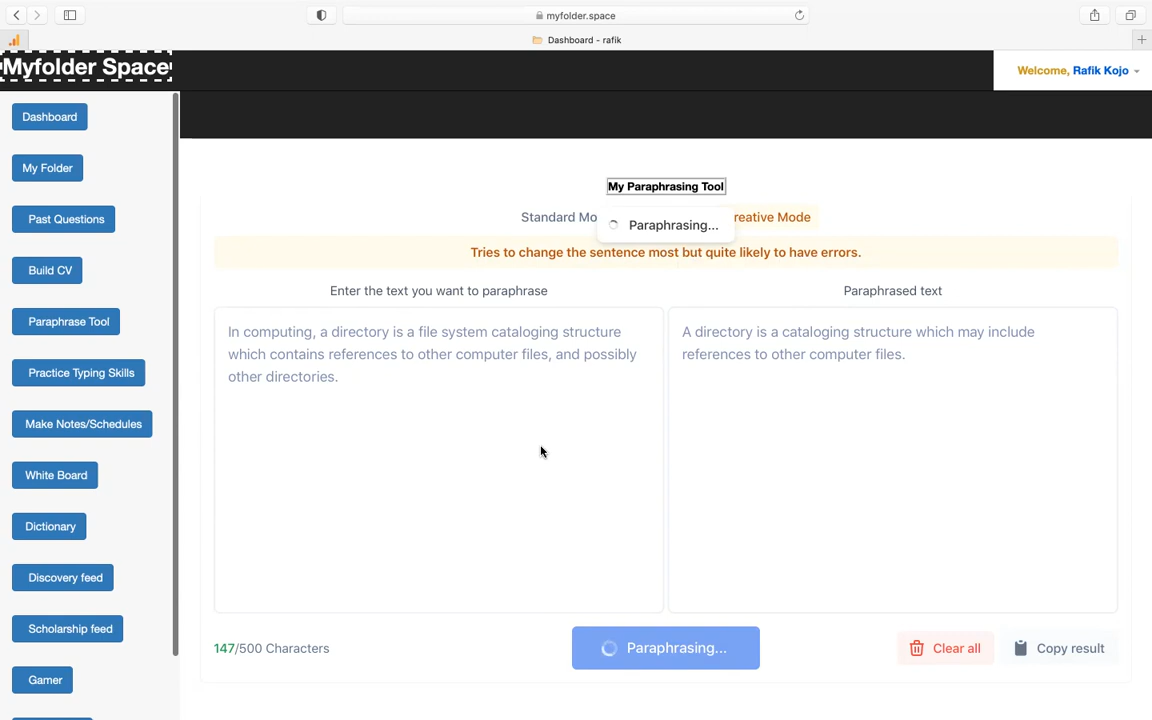 myfolder.space
Dashboard - rafik
Myfolder Space
Welcome, Rafik Kojo
Dashboard
My Folder
Past Questions
Build CV
Paraphrase Tool
Practice Typing Skills
Make Notes/Schedules
White Board
Dictionary
Discovery feed
Scholarship feed
Gamer
My Paraphrasing Tool
Standard Mo
Paraphrasing...
reative Mode
Tries to change the sentence most but quite likely to have errors.
Enter the text you want to paraphrase
In computing, a directory is a file system cataloging structure
which contains references to other computer files, and possibly
other directories.
Paraphrased text
A directory is a cataloging structure which may include
references to other computer files.
147/500 Characters
Paraphrasing...
Clear all
Copy result